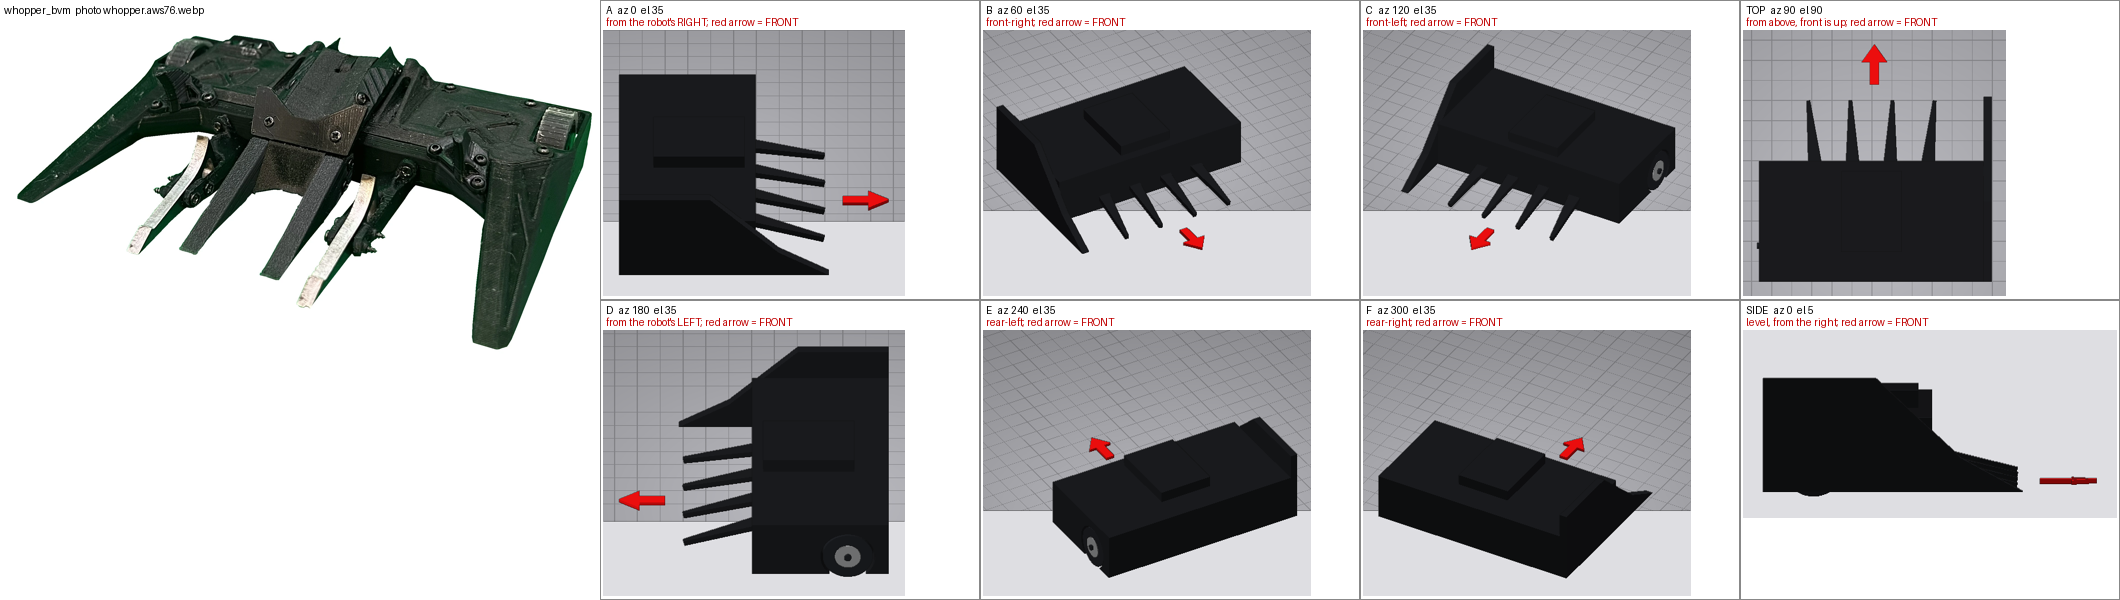 whopper_bvm photo whopper.aws76.webp
A az 0 el 35
from the robot's RIGHT; red arrow = FRONT
B az 60 el 35
front-right; red arrow = FRONT
C az 120 el 35
front-left; red arrow = FRONT
TOP az 90 el 90
from above, front is up; red arrow = FRONT
D az 180 el 35
from the robot's LEFT; red arrow = FRONT
E az 240 el 35
rear-left; red arrow = FRONT
F az 300 el 35
rear-right; red arrow = FRONT
SIDE az 0 el 5
level, from the right; red arrow = FRONT